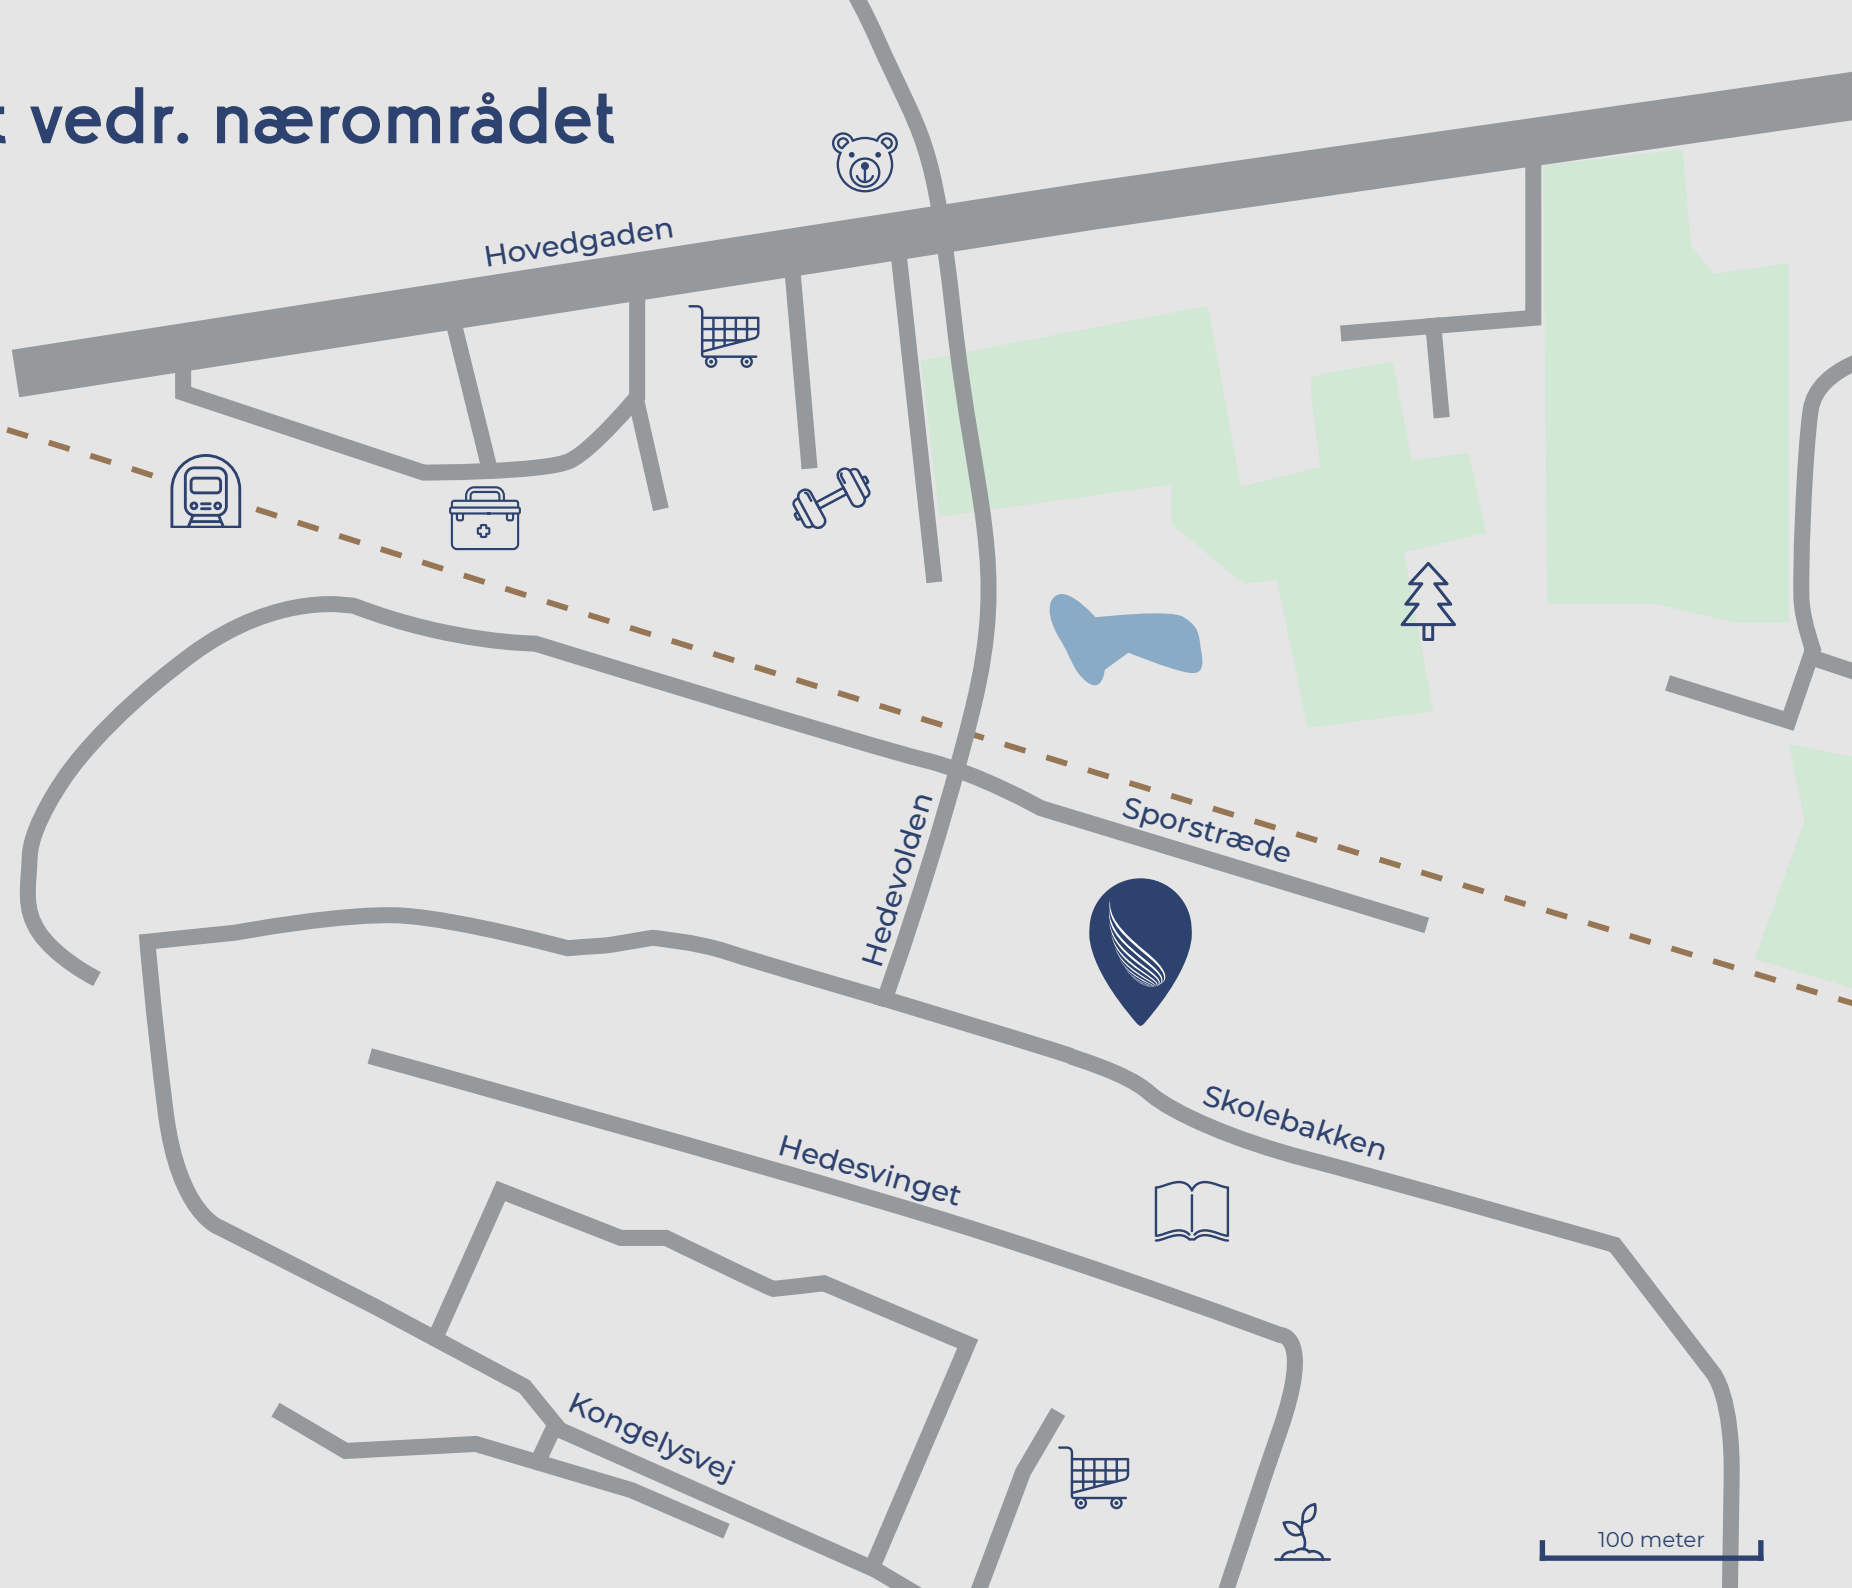 vedr. nærområdet
Hovedgaden
Sporstræde
Hedevolden
Skolebakken
Hedesvinget
Kongelysvej
100 meter